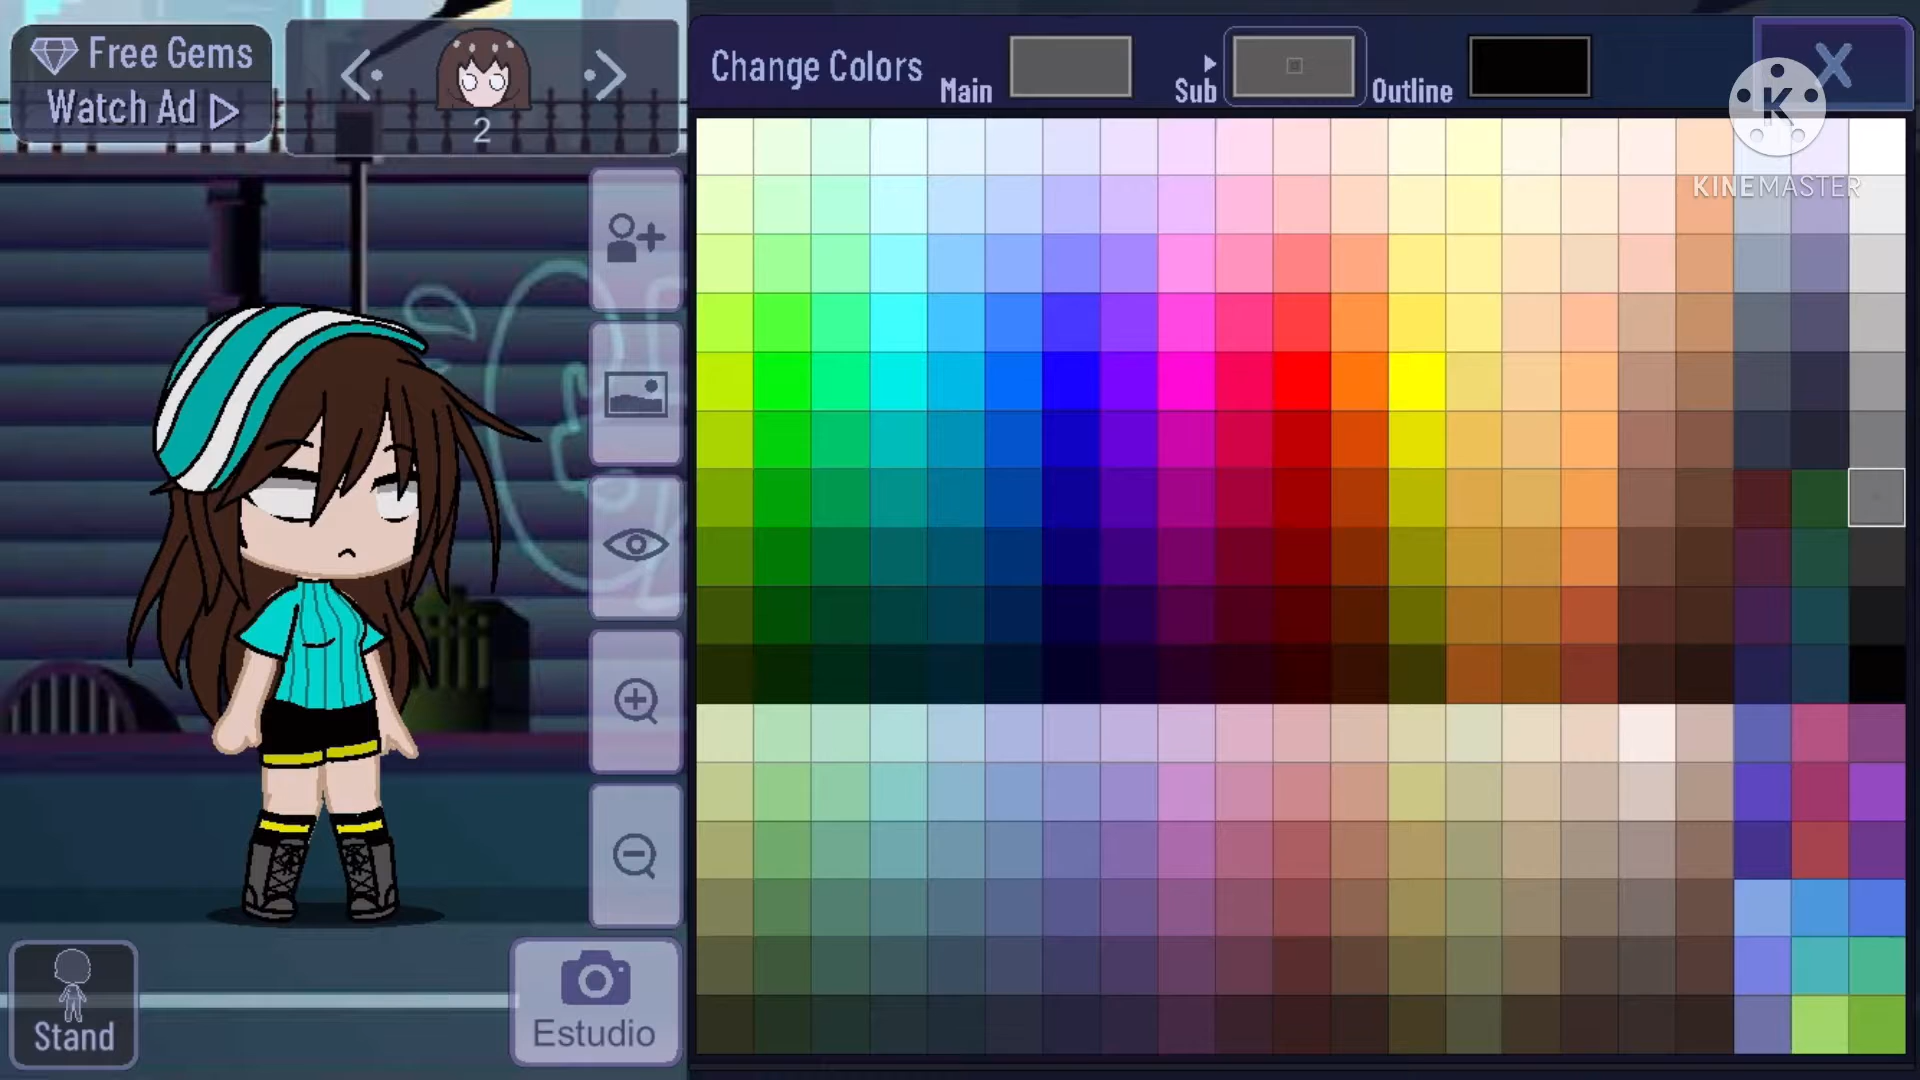 Free Gems
Watch Ad
2
Change Colors
Main
Sub
Outline
X
K
KINEMASTER
Stand
Estudio